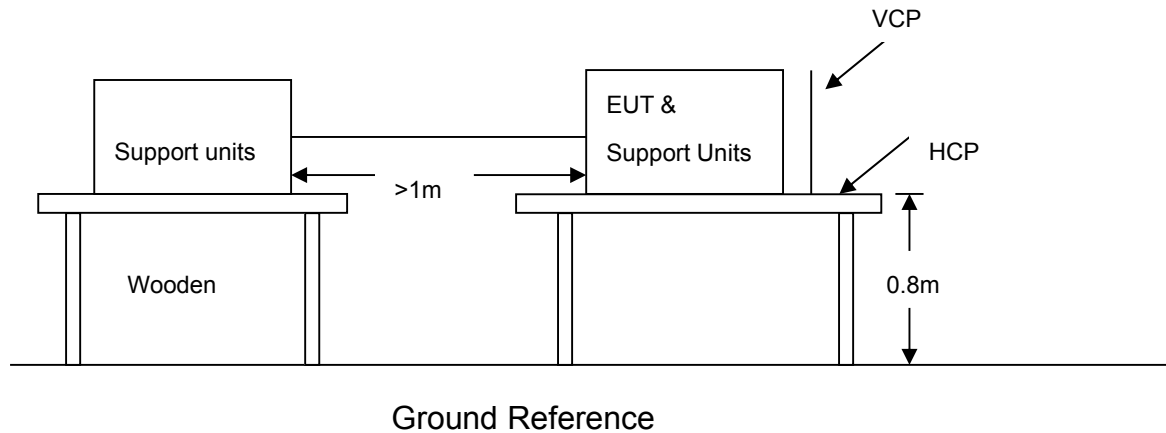 VCP
EUT &
Support Units
Support units
HCP
>1m
Wooden
0.8m
Ground Reference